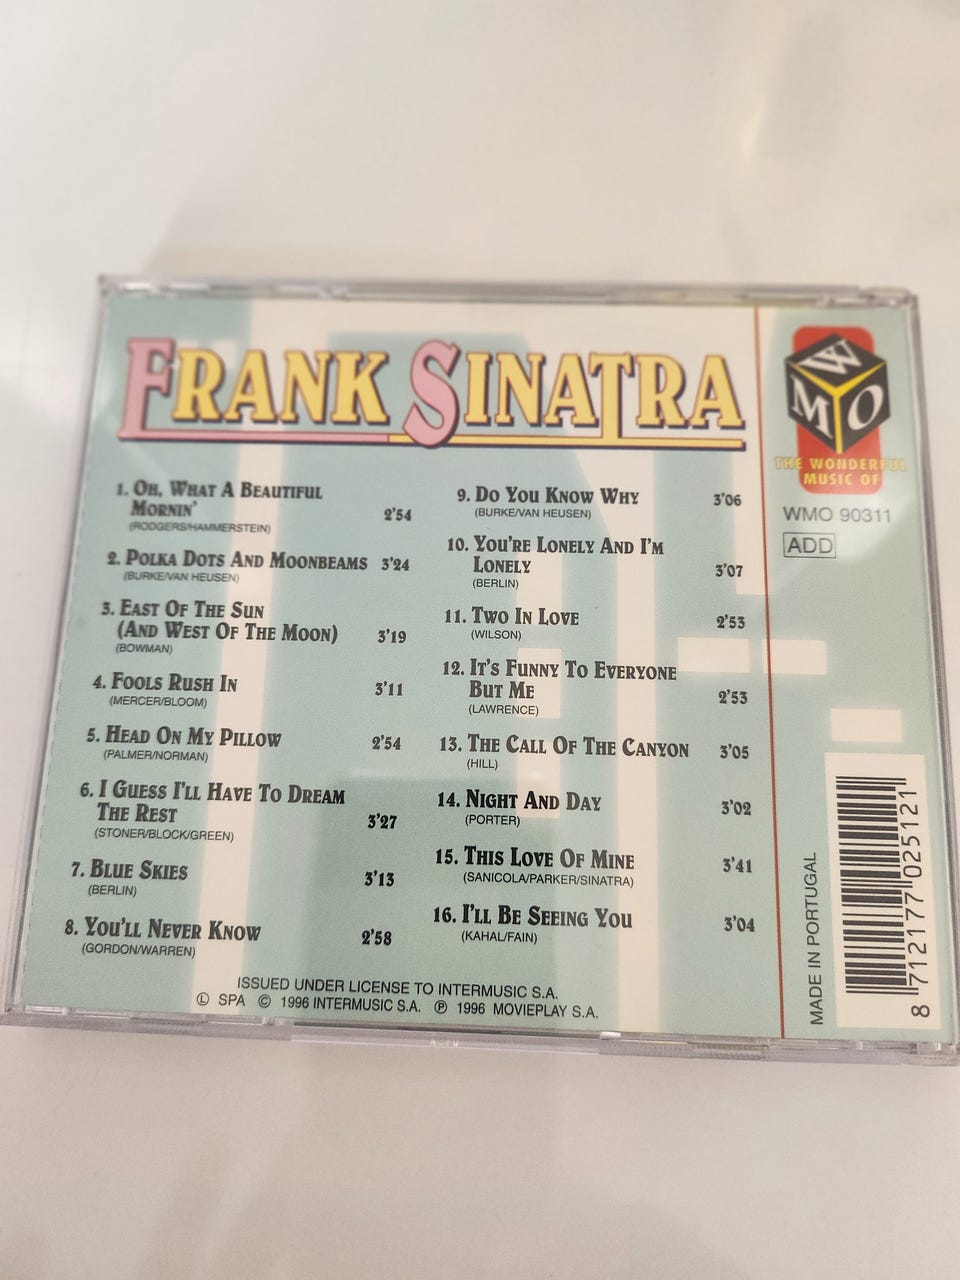 FRANK SINATRA
1. OH, WHAT A BEAUTIFUL
MORNIN' 2'54
(RODGERS/HAMMERSTEIN)
2. POLKA DOTS AND MOONBEAMS 3'24
(BURKE/VAN HEUSEN)
3. EAST OF THE SUN
(AND WEST OF THE MOON) 3'19
(BOWMAN)
4. FOOLS RUSH IN 3'11
(MERCER/BLOOM)
5. HEAD ON MY PILLOW 2'54
(PALMER/NORMAN)
6. I GUESS I'LL HAVE TO DREAM
THE REST 3'27
(STONER/BLOCK/GREEN)
7. BLUE SKIES 3'13
(BERLIN)
8. YOU'LL NEVER KNOW 2'58
(GORDON/WARREN)
9. DO YOU KNOW WHY 3'06
(BURKE/VAN HEUSEN)
10. YOU'RE LONELY AND I'M
LONELY 3'07
(BERLIN)
11. TWO IN LOVE 2'53
(WILSON)
12. IT'S FUNNY TO EVERYONE
BUT ME 2'53
(LAWRENCE)
13. THE CALL OF THE CANYON 3'05
(HILL)
14. NIGHT AND DAY 3'02
(PORTER)
15. THIS LOVE OF MINE 3'41
(SANICOLA/PARKER/SINATRA)
16. I'LL BE SEEING YOU 3'04
(KAHAL/FAIN)
ISSUED UNDER LICENSE TO INTERMUSIC S.A.
Ⓛ SPA © 1996 INTERMUSIC S.A. ℗ 1996 MOVIEPLAY S.A.
WMO
THE WONDERFUL
MUSIC OF
WMO 90311
ADD
MADE IN PORTUGAL
8 712177 025121